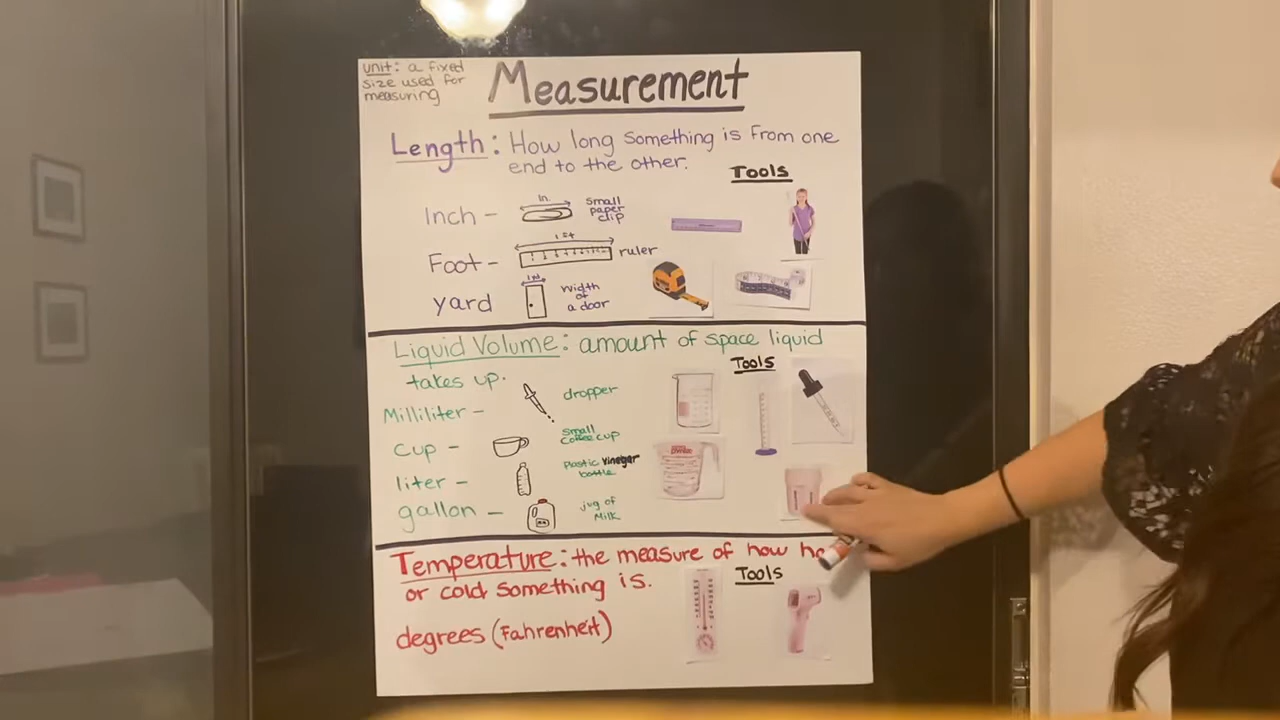 unit: a fixed
size used for
measuring
Measurement
Length: How long something is from one
end to the other.
Tools
Inch -
in.
small
paper
clip
Foot -
1 ft
ruler
yard
1 yd
width
of
a door
Liquid Volume: amount of space liquid
takes up.
Tools
Milliliter -
dropper
cup -
small
coffee cup
liter -
Plastic vinegar
bottle
gallon -
jug of
Milk
Temperature: the measure of how
or cold something is.
Tools
degrees (Fahrenheit)